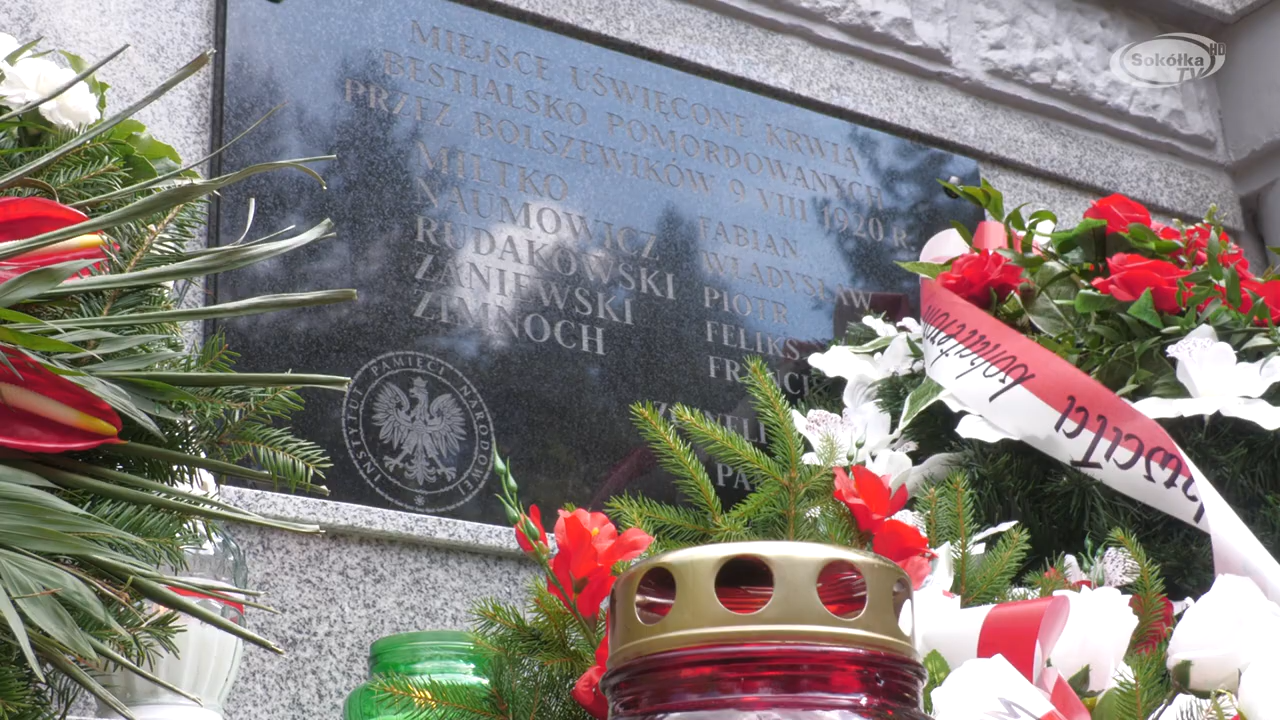 Sokółka TV HD
MIEJSCE UŚWIĘCONE KRWIĄ
BESTIALSKO POMORDOWANYCH
PRZEZ BOLSZEWIKÓW 9 VIII 1920 R.
MILTKO FABIAN
NAUMOWICZ WŁADYSŁAW
RUDAKOWSKI PIOTR
ZANIEWSKI FELIKS
ZIMNOCH
INSTYTUT PAMIĘCI NARODOWEJ